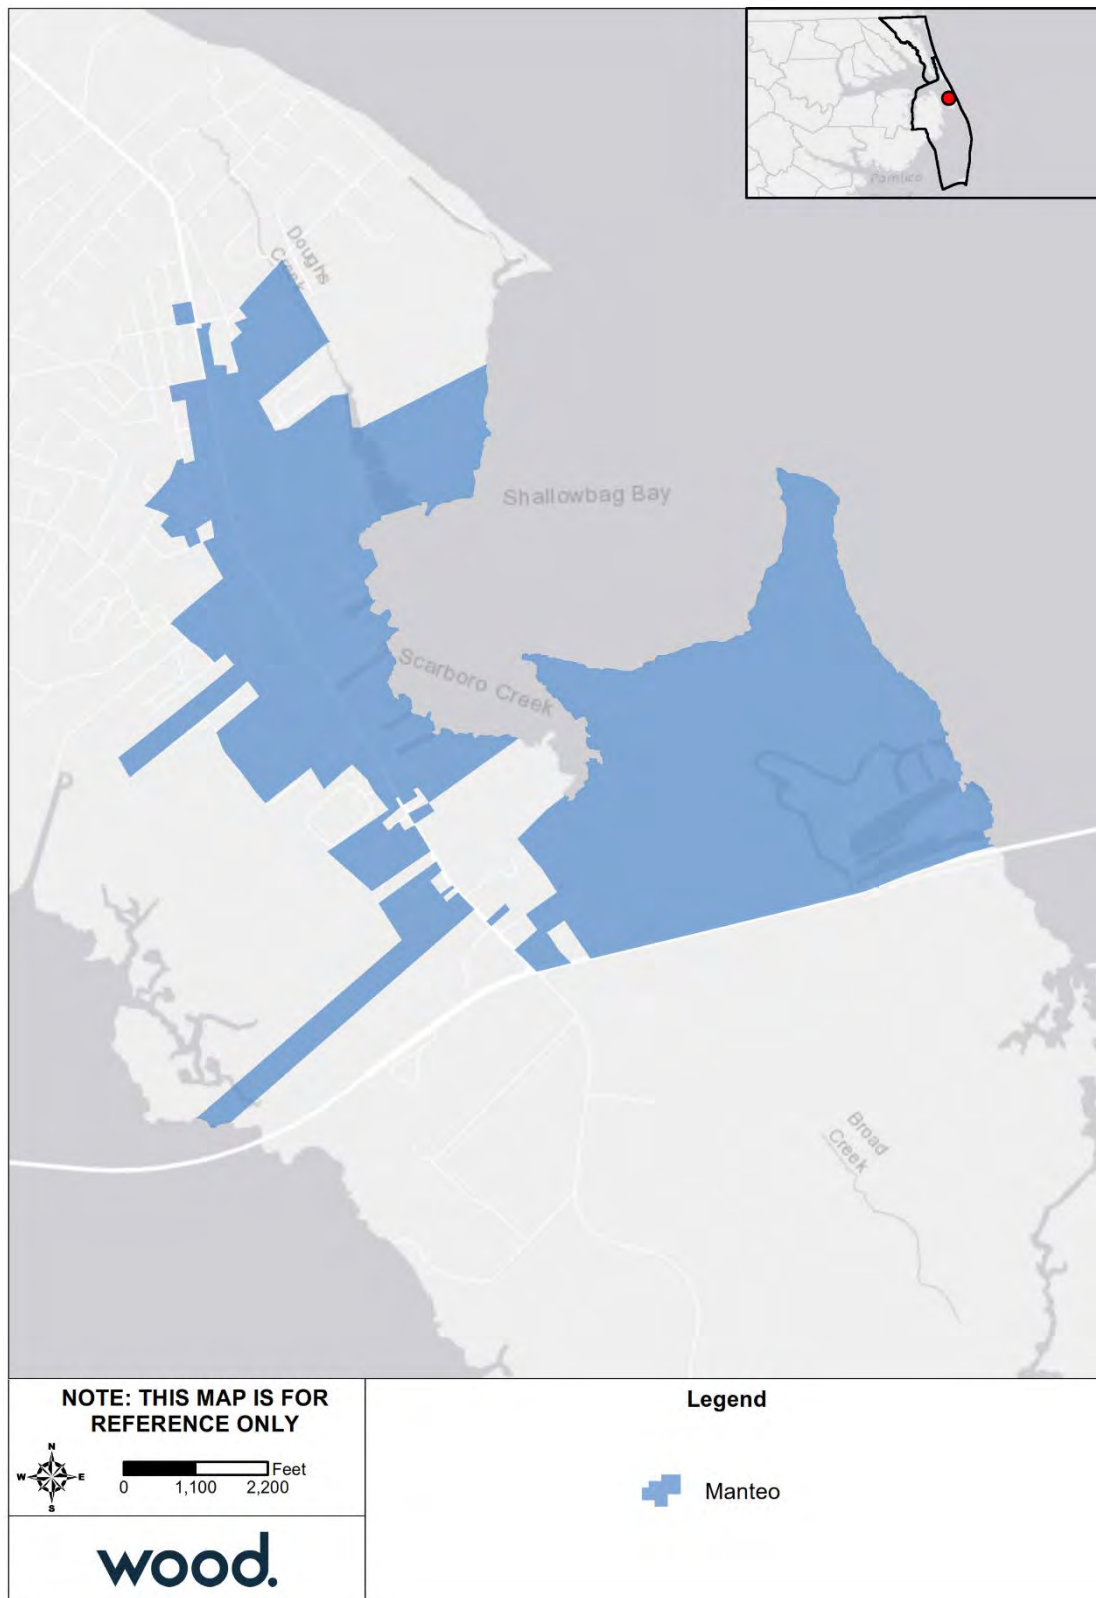 Pamlico
Doughs
Creek
Shallowbag Bay
Scarboro Creek
Broad
Creek
NOTE: THIS MAP IS FOR
REFERENCE ONLY
N
W E
S
Feet
0 1,100 2,200
wood.
Legend
Manteo